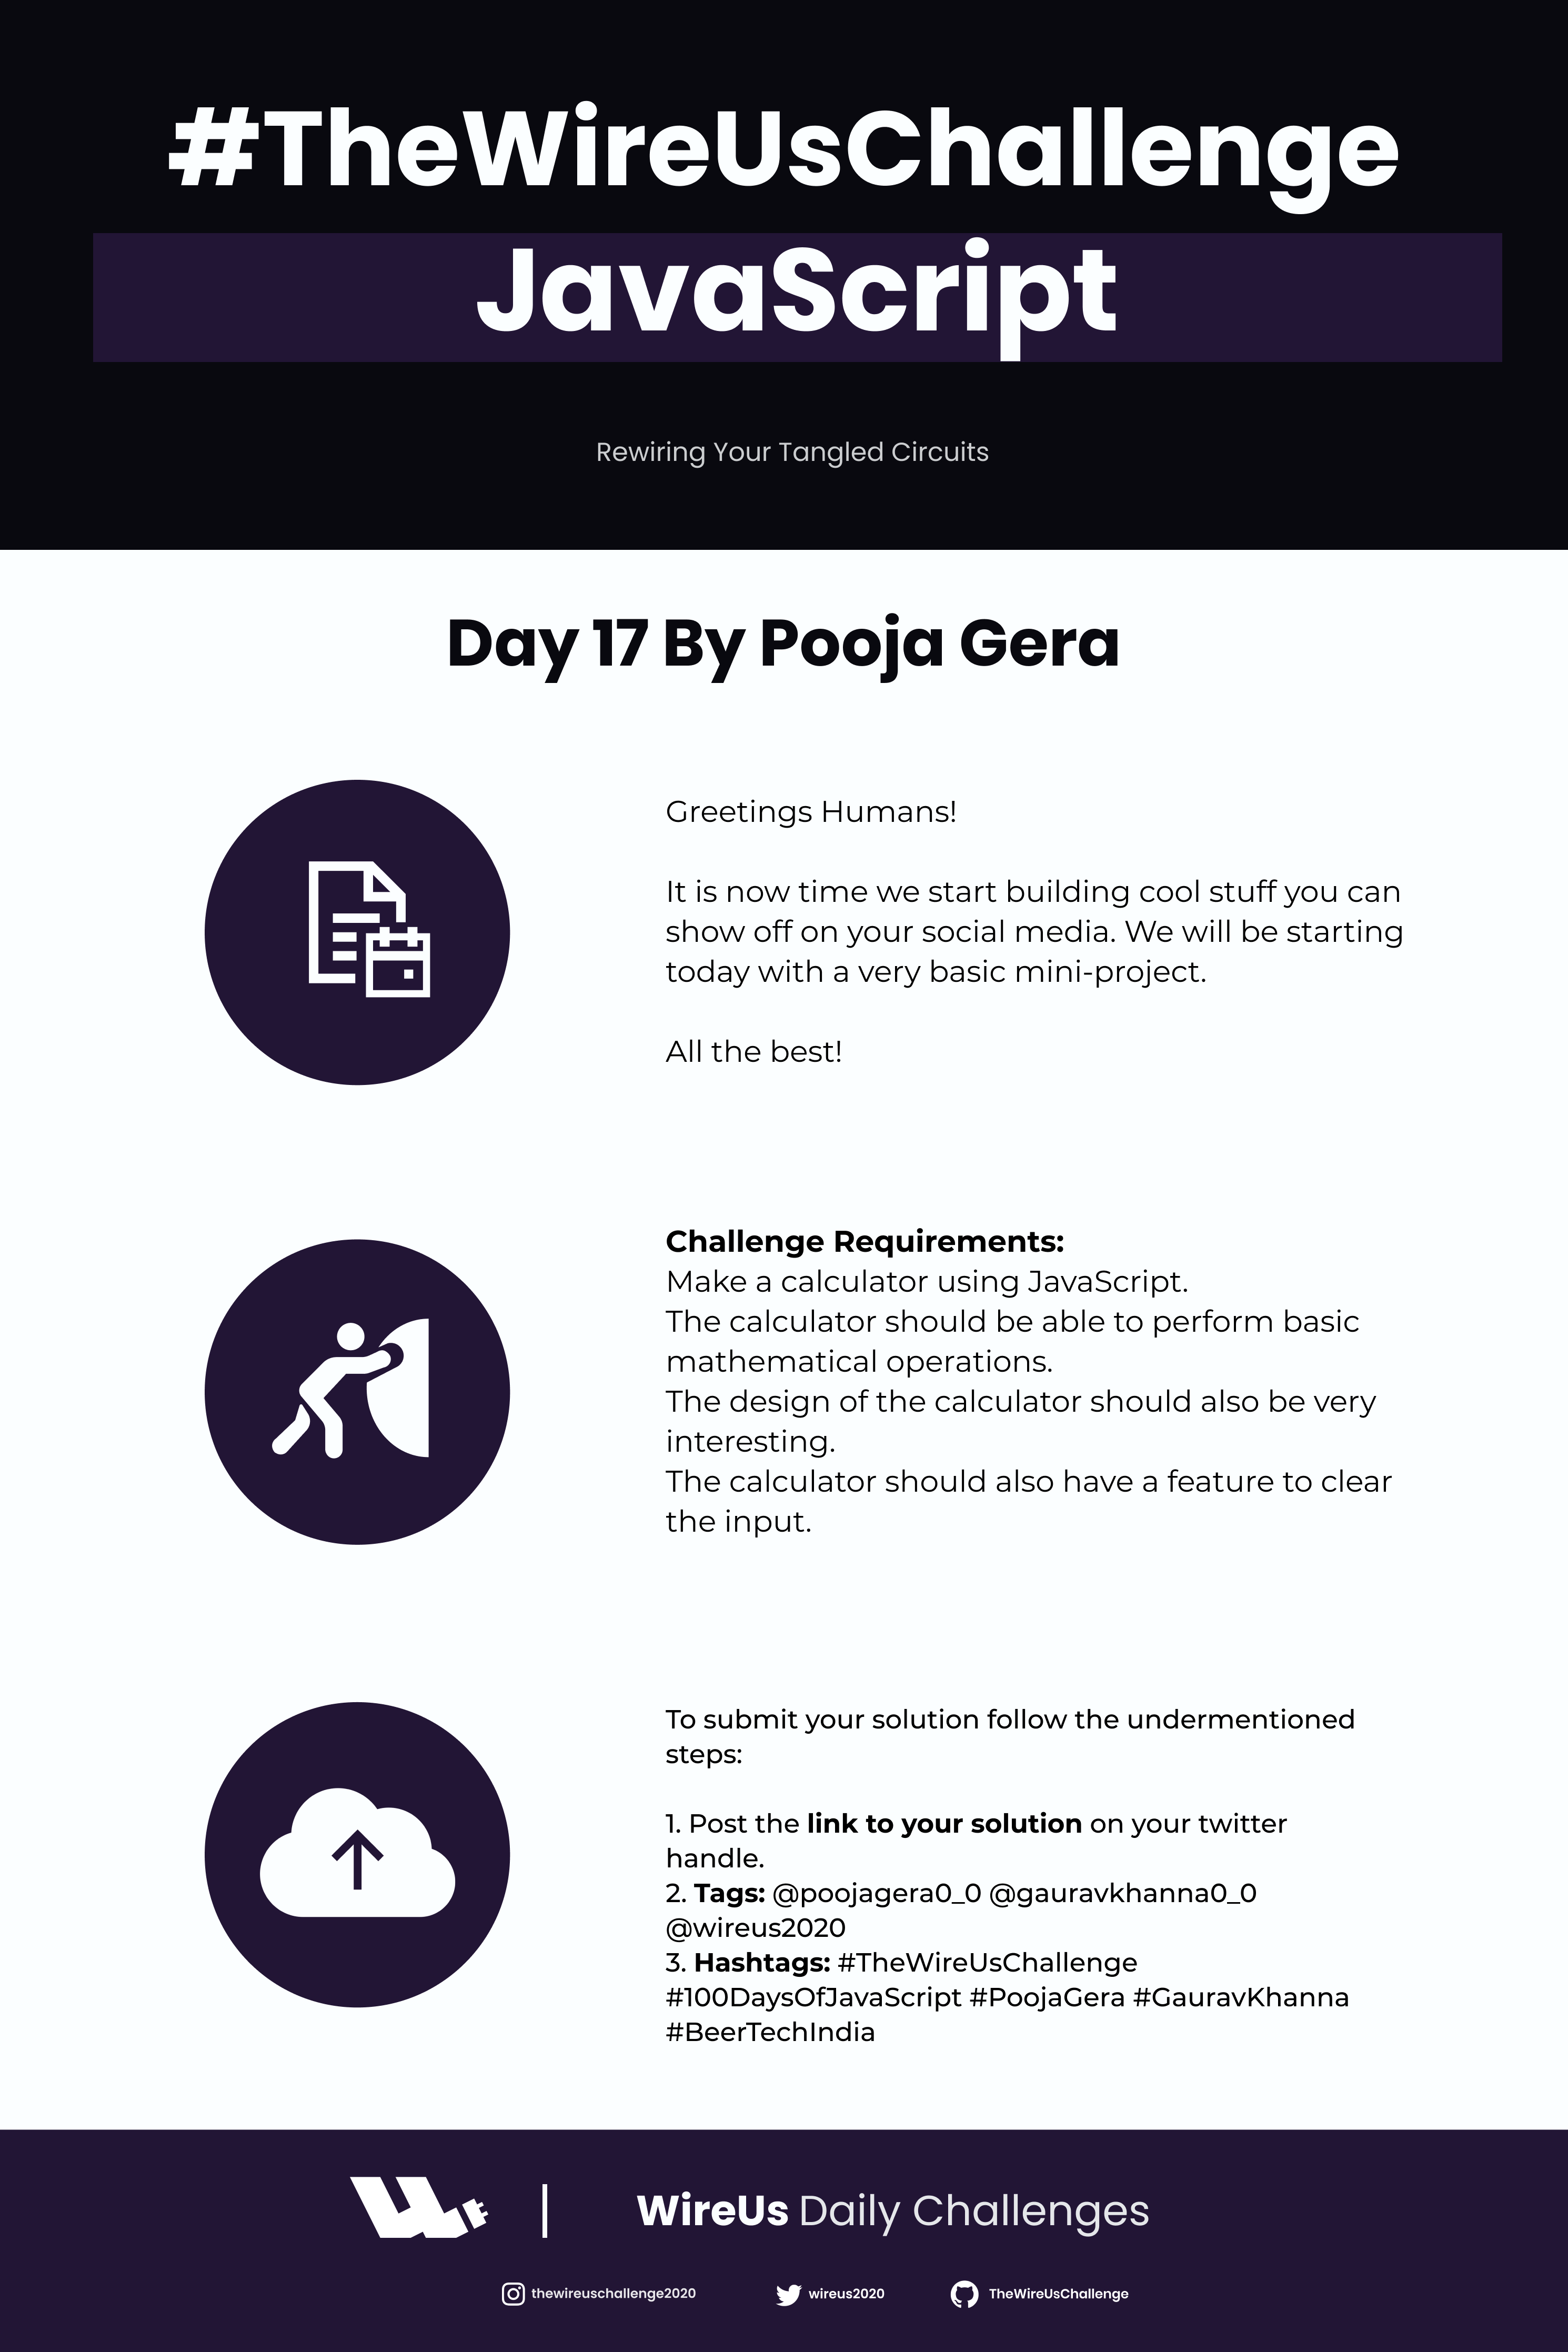 #TheWireUsChallenge
JavaScript
Rewiring Your Tangled Circuits
Day 17 By Pooja Gera
Greetings Humans!
It is now time we start building cool stuff you can
show off on your social media. We will be starting
today with a very basic mini-project.
All the best!
Challenge Requirements:
Make a calculator using JavaScript.
The calculator should be able to perform basic
mathematical operations.
The design of the calculator should also be very
interesting.
The calculator should also have a feature to clear
the input.
To submit your solution follow the undermentioned
steps:
1. Post the link to your solution on your twitter
handle.
2. Tags: @poojagera0_0 @gauravkhanna0_0
@wireus2020
3. Hashtags: #TheWireUsChallenge
#100DaysOfJavaScript #PoojaGera #GauravKhanna
#BeerTechIndia
WireUs Daily Challenges
thewireuschallenge2020 wireus2020 TheWireUsChallenge